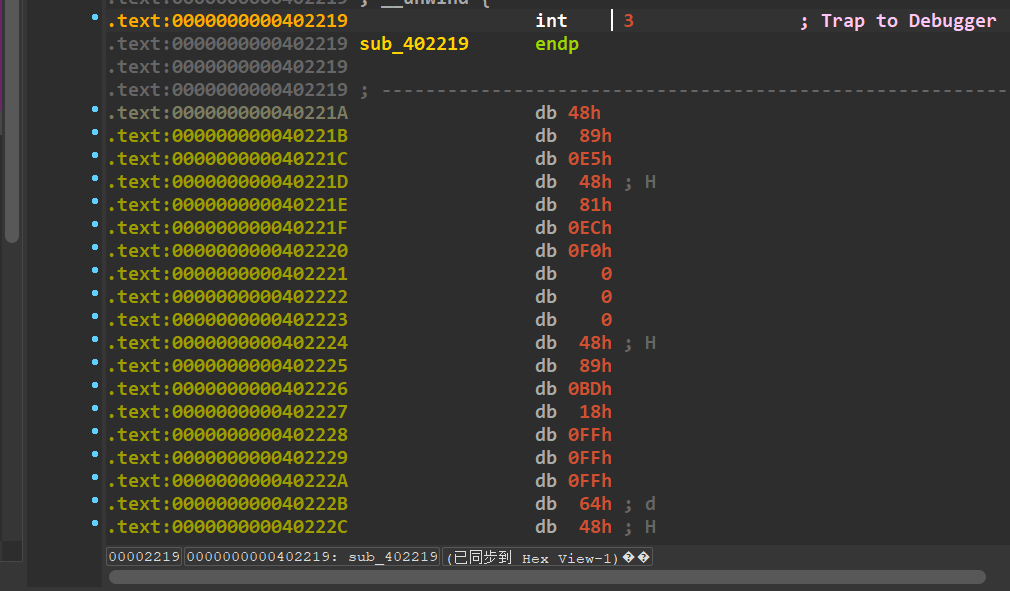 .text:0000000000402219 ; __unwind {
.text:0000000000402219 int 3 ; Trap to Debugger
.text:0000000000402219 sub_402219 endp
.text:0000000000402219
.text:0000000000402219 ; ---------------------------------------------------------
.text:000000000040221A db 48h
.text:000000000040221B db 89h
.text:000000000040221C db 0E5h
.text:000000000040221D db 48h ; H
.text:000000000040221E db 81h
.text:000000000040221F db 0ECh
.text:0000000000402220 db 0F0h
.text:0000000000402221 db 0
.text:0000000000402222 db 0
.text:0000000000402223 db 0
.text:0000000000402224 db 48h ; H
.text:0000000000402225 db 89h
.text:0000000000402226 db 0BDh
.text:0000000000402227 db 18h
.text:0000000000402228 db 0FFh
.text:0000000000402229 db 0FFh
.text:000000000040222A db 0FFh
.text:000000000040222B db 64h ; d
.text:000000000040222C db 48h ; H
00002219 0000000000402219: sub_402219 (已同步到 Hex View-1)��